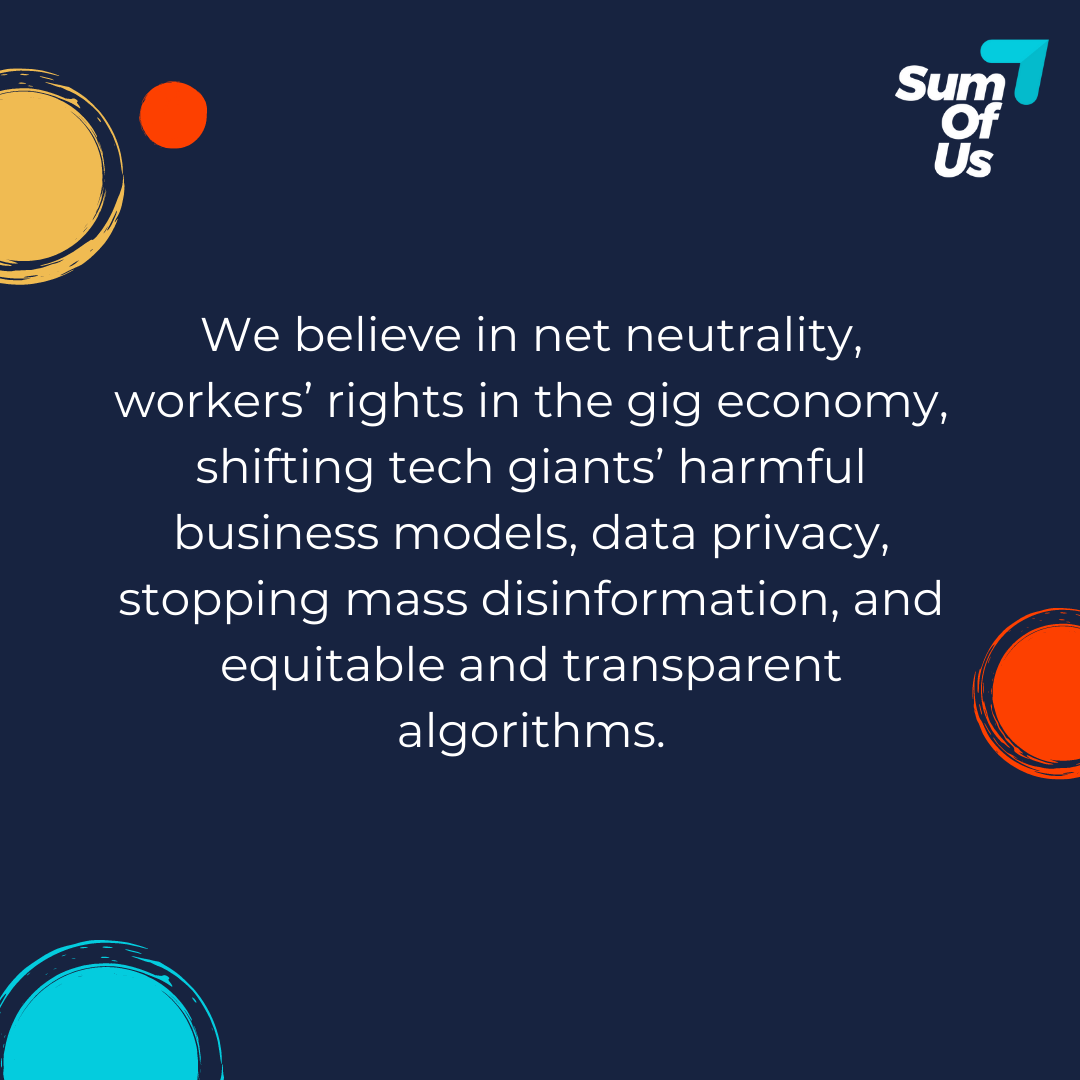 Sum
Of
Us
We believe in net neutrality,
workers’ rights in the gig economy,
shifting tech giants’ harmful
business models, data privacy,
stopping mass disinformation, and
equitable and transparent
algorithms.